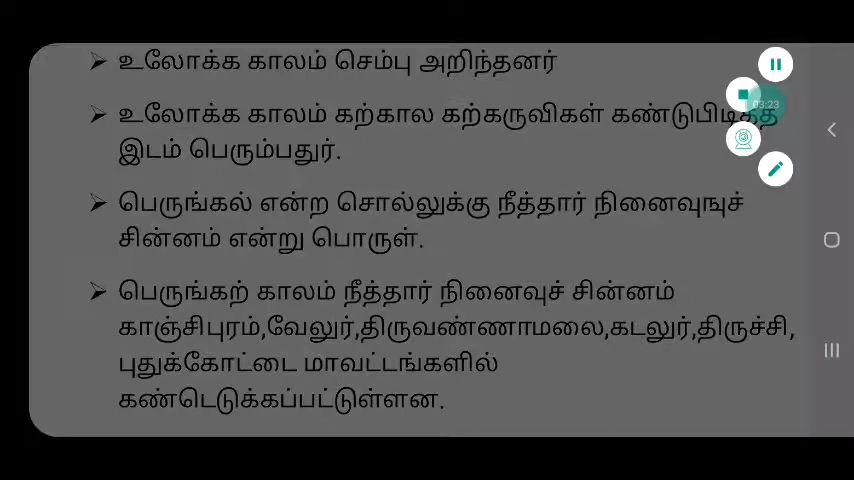 ➢ உலோக்க காலம் செம்பு அறிந்தனர்
➢ உலோக்க காலம் கற்கால கற்கருவிகள் கண்டுபிடிக்த
இடம் பெரும்பதுர்.
➢ பெருங்கல் என்ற சொல்லுக்கு நீத்தார் நினைவுஙுச்
சின்னம் என்று பொருள்.
➢ பெருங்கற் காலம் நீத்தார் நினைவுச் சின்னம்
காஞ்சிபுரம்,வேலுர்,திருவண்ணாமலை,கடலுர்,திருச்சி,
புதுக்கோட்டை மாவட்டங்களில்
கண்டெடுக்கப்பட்டுள்ளன.
03:23